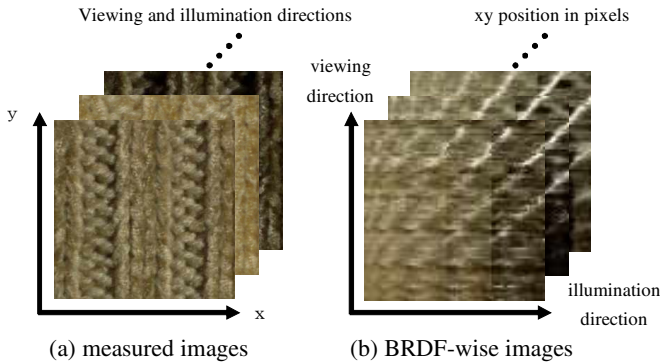 Viewing and illumination directions
xy position in pixels
y
viewing
direction
x
illumination
direction
(a) measured images
(b) BRDF-wise images